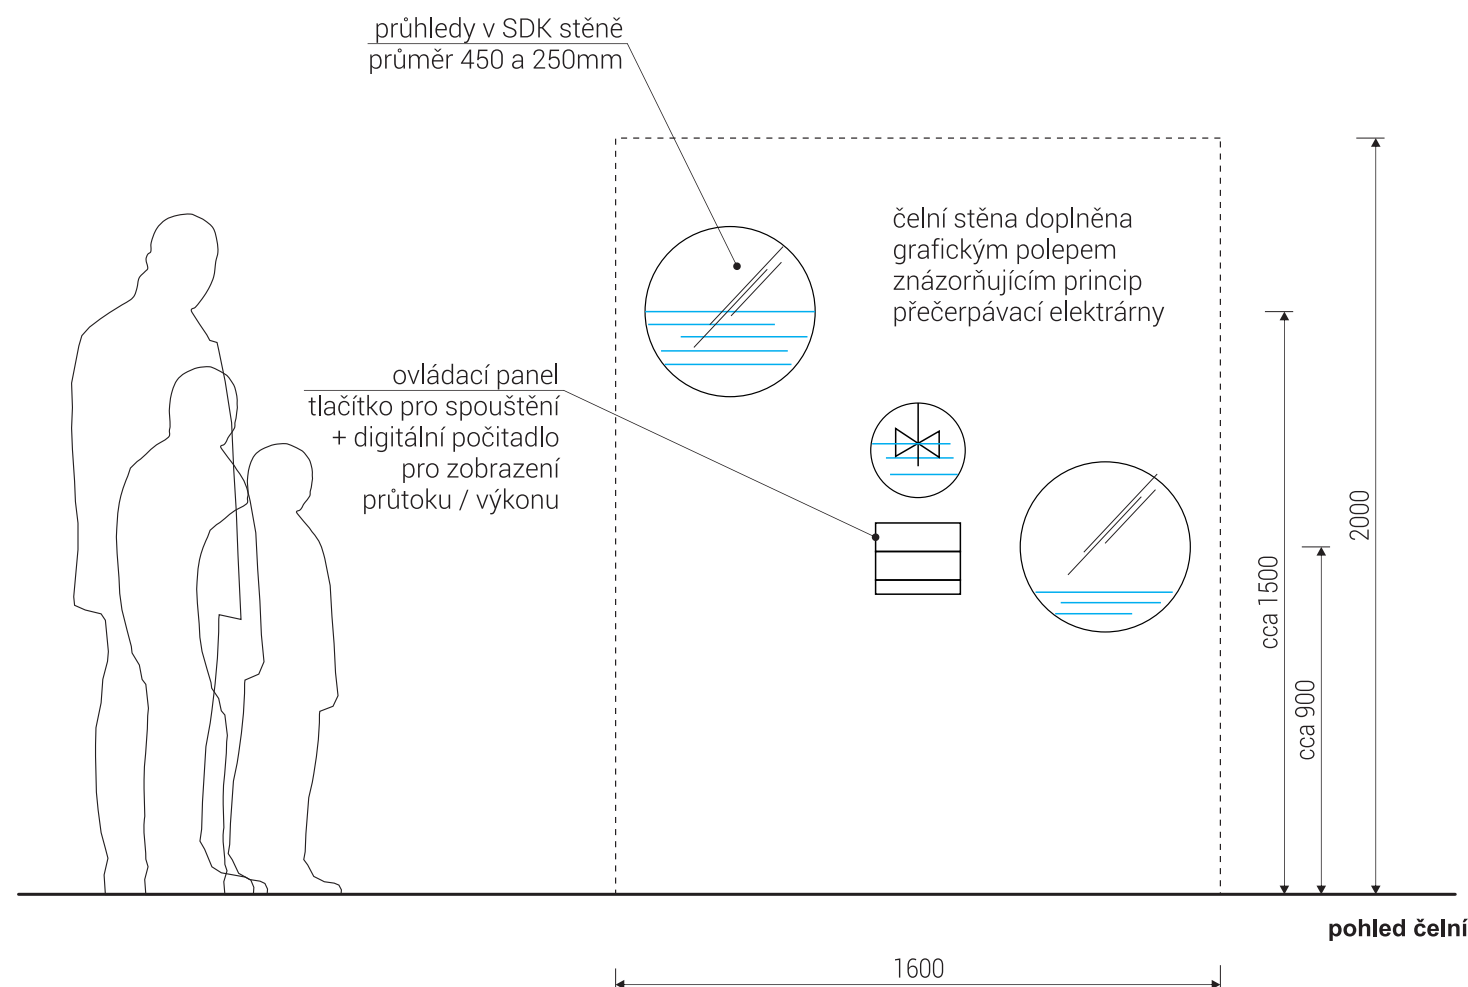 průhledy v SDK stěně
průměr 450 a 250mm
čelní stěna doplněna
grafickým polepem
znázorňujícím princip
přečerpávací elektrárny
ovládací panel
tlačítko pro spouštění
+ digitální počitadlo
pro zobrazení
průtoku / výkonu
2000
cca 1500
cca 900
pohled čelní
1600